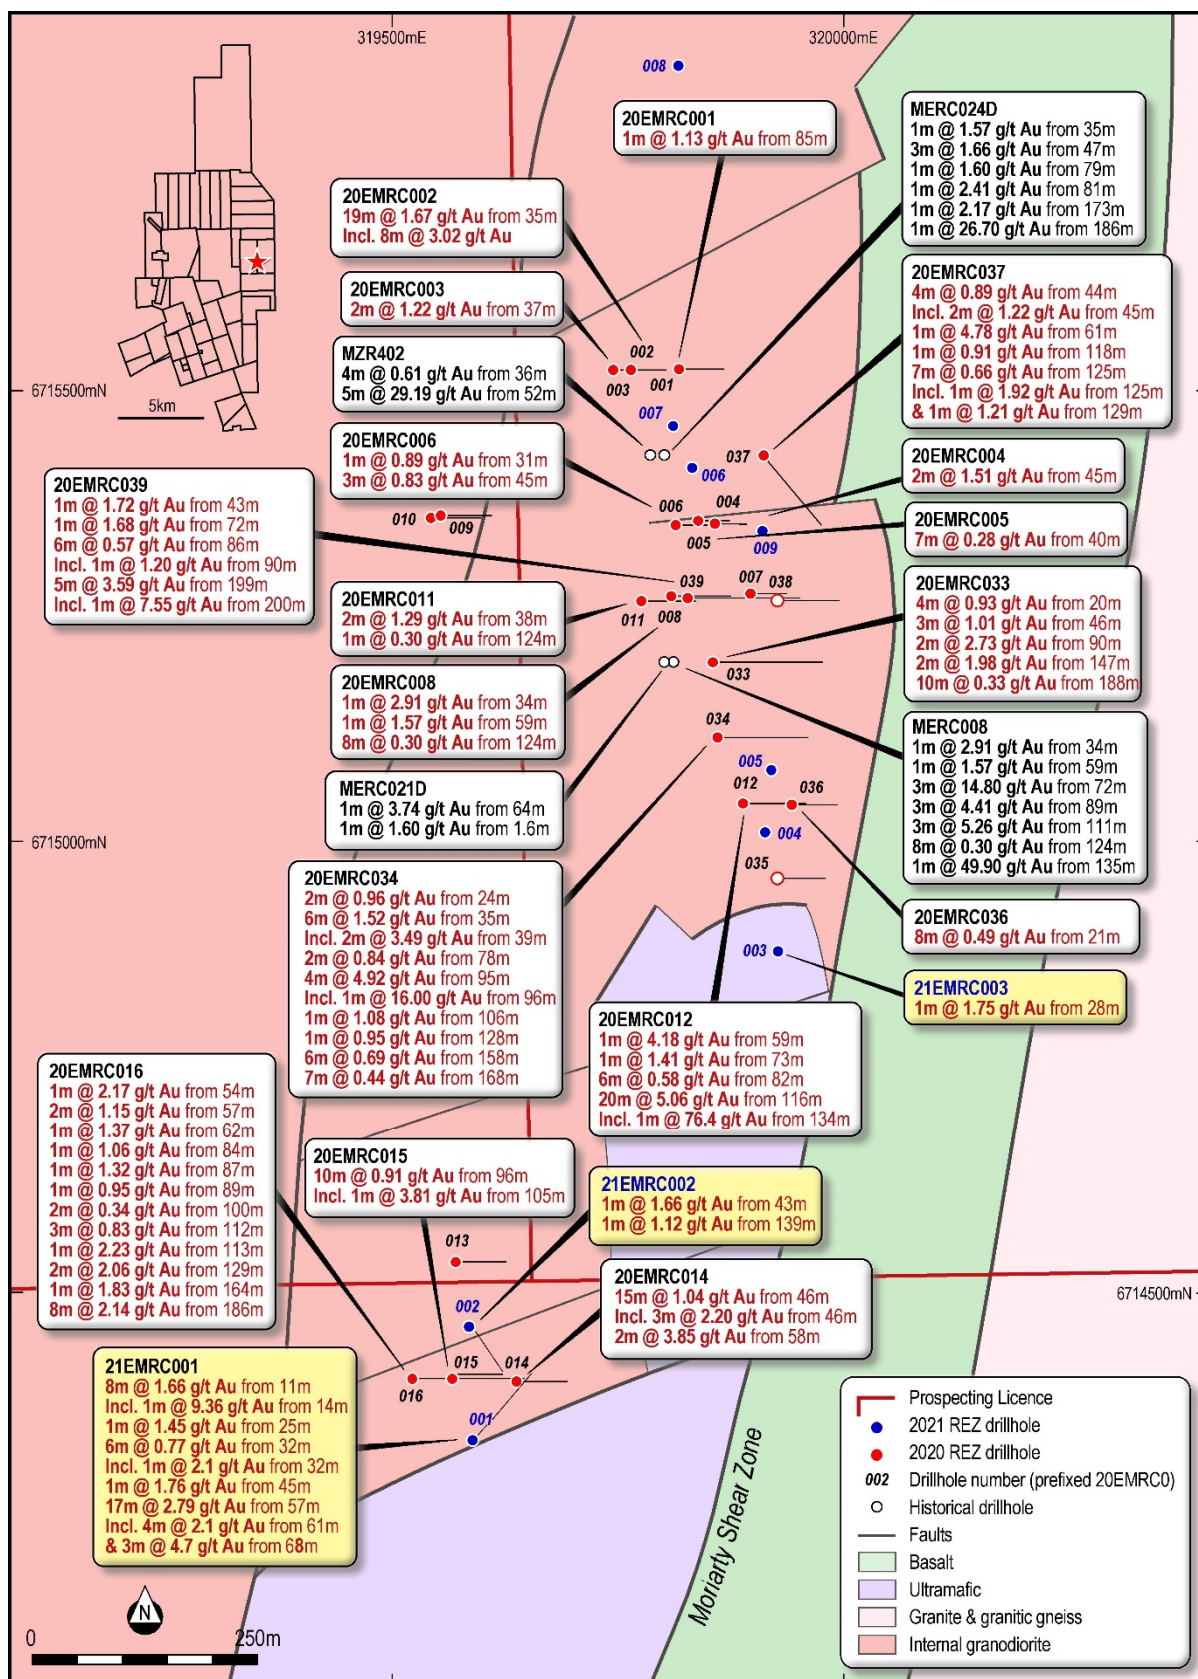 319500mE
320000mE
008
20EMRC001
1m @ 1.13 g/t Au from 85m
MERC024D
1m @ 1.57 g/t Au from 35m
3m @ 1.66 g/t Au from 47m
1m @ 1.60 g/t Au from 79m
1m @ 2.41 g/t Au from 81m
1m @ 2.17 g/t Au from 173m
1m @ 26.70 g/t Au from 186m
20EMRC002
19m @ 1.67 g/t Au from 35m
Incl. 8m @ 3.02 g/t Au
20EMRC037
4m @ 0.89 g/t Au from 44m
Incl. 2m @ 1.22 g/t Au from 45m
1m @ 4.78 g/t Au from 61m
1m @ 0.91 g/t Au from 118m
7m @ 0.66 g/t Au from 125m
Incl. 1m @ 1.92 g/t Au from 125m
& 1m @ 1.21 g/t Au from 129m
20EMRC003
2m @ 1.22 g/t Au from 37m
5km
6715500mN
002
003
001
MZR402
4m @ 0.61 g/t Au from 36m
5m @ 29.19 g/t Au from 52m
007
006
037
20EMRC006
1m @ 0.89 g/t Au from 31m
3m @ 0.83 g/t Au from 45m
20EMRC004
2m @ 1.51 g/t Au from 45m
20EMRC039
1m @ 1.72 g/t Au from 43m
1m @ 1.68 g/t Au from 72m
6m @ 0.57 g/t Au from 86m
Incl. 1m @ 1.20 g/t Au from 90m
5m @ 3.59 g/t Au from 199m
Incl. 1m @ 7.55 g/t Au from 200m
010
009
006
004
005
009
20EMRC005
7m @ 0.28 g/t Au from 40m
20EMRC011
2m @ 1.29 g/t Au from 38m
1m @ 0.30 g/t Au from 124m
039
007
038
011
008
20EMRC033
4m @ 0.93 g/t Au from 20m
3m @ 1.01 g/t Au from 46m
2m @ 2.73 g/t Au from 90m
2m @ 1.98 g/t Au from 147m
10m @ 0.33 g/t Au from 188m
20EMRC008
1m @ 2.91 g/t Au from 34m
1m @ 1.57 g/t Au from 59m
8m @ 0.30 g/t Au from 124m
033
034
MERC008
1m @ 2.91 g/t Au from 34m
1m @ 1.57 g/t Au from 59m
3m @ 14.80 g/t Au from 72m
3m @ 4.41 g/t Au from 89m
3m @ 5.26 g/t Au from 111m
8m @ 0.30 g/t Au from 124m
1m @ 49.90 g/t Au from 135m
MERC021D
1m @ 3.74 g/t Au from 64m
1m @ 1.60 g/t Au from 1.6m
005
012
036
004
6715000mN
035
20EMRC034
2m @ 0.96 g/t Au from 24m
6m @ 1.52 g/t Au from 35m
Incl. 2m @ 3.49 g/t Au from 39m
2m @ 0.84 g/t Au from 78m
4m @ 4.92 g/t Au from 95m
Incl. 1m @ 16.00 g/t Au from 96m
1m @ 1.08 g/t Au from 106m
1m @ 0.95 g/t Au from 128m
6m @ 0.69 g/t Au from 158m
7m @ 0.44 g/t Au from 168m
20EMRC036
8m @ 0.49 g/t Au from 21m
003
21EMRC003
1m @ 1.75 g/t Au from 28m
20EMRC012
1m @ 4.18 g/t Au from 59m
1m @ 1.41 g/t Au from 73m
6m @ 0.58 g/t Au from 82m
20m @ 5.06 g/t Au from 116m
Incl. 1m @ 76.4 g/t Au from 134m
20EMRC016
1m @ 2.17 g/t Au from 54m
2m @ 1.15 g/t Au from 57m
1m @ 1.37 g/t Au from 62m
1m @ 1.06 g/t Au from 84m
1m @ 1.32 g/t Au from 87m
1m @ 0.95 g/t Au from 89m
2m @ 0.34 g/t Au from 100m
3m @ 0.83 g/t Au from 112m
1m @ 2.23 g/t Au from 113m
2m @ 2.06 g/t Au from 129m
1m @ 1.83 g/t Au from 164m
8m @ 2.14 g/t Au from 186m
20EMRC015
10m @ 0.91 g/t Au from 96m
Incl. 1m @ 3.81 g/t Au from 105m
21EMRC002
1m @ 1.66 g/t Au from 43m
1m @ 1.12 g/t Au from 139m
013
20EMRC014
15m @ 1.04 g/t Au from 46m
Incl. 3m @ 2.20 g/t Au from 46m
2m @ 3.85 g/t Au from 58m
6714500mN
002
015
014
016
001
21EMRC001
8m @ 1.66 g/t Au from 11m
Incl. 1m @ 9.36 g/t Au from 14m
1m @ 1.45 g/t Au from 25m
6m @ 0.77 g/t Au from 32m
Incl. 1m @ 2.1 g/t Au from 32m
1m @ 1.76 g/t Au from 45m
17m @ 2.79 g/t Au from 57m
Incl. 4m @ 2.1 g/t Au from 61m
& 3m @ 4.7 g/t Au from 68m
Moriarty Shear Zone
Prospecting Licence
2021 REZ drillhole
2020 REZ drillhole
002 Drillhole number (prefixed 20EMRC0)
Historical drillhole
Faults
Basalt
Ultramafic
Granite & granitic gneiss
Internal granodiorite
N
0
250m